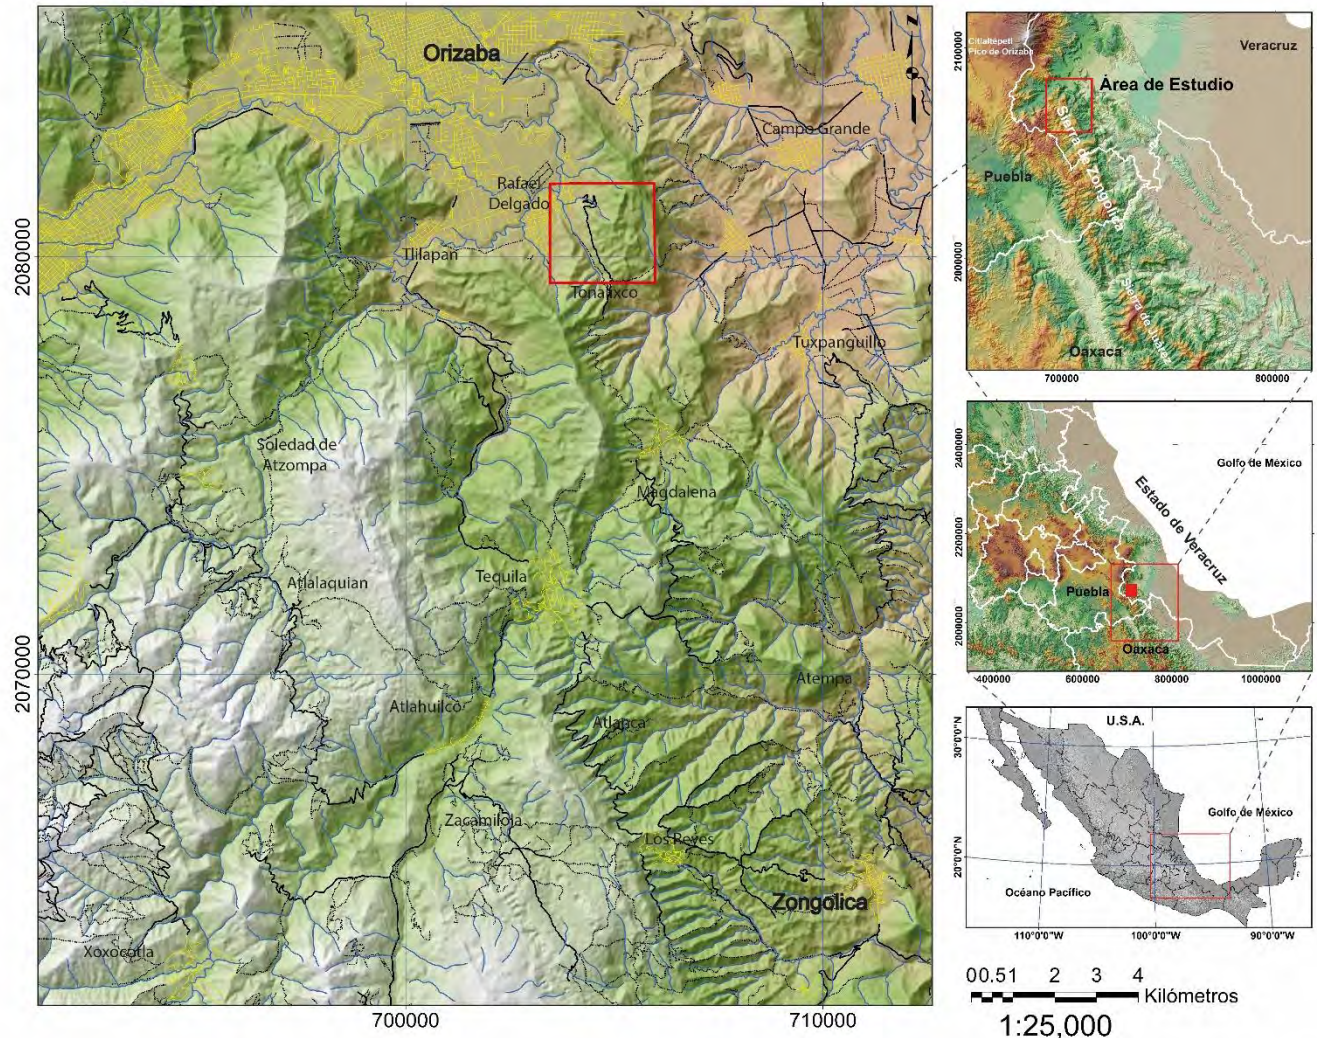 Orizaba
Campo Grande
Rafael
Delgado
Tlilapan
Tonalixco
Tuxpanguillo
Soledad de
Atzompa
Magdalena
Atlalaquian
Tequila
Atempa
Atlahuilco
Atlanca
Zacamilola
Los Reyes
Zongolica
Xoxocotla
2080000
2070000
700000
710000
Citlaltépetl
Pico de Orizaba
Veracruz
Área de Estudio
Sierra de Zongolica
Puebla
Oaxaca
2100000
2000000
700000
800000
Golfo de México
Estado de Veracruz
Puebla
Oaxaca
2400000
2200000
2000000
400000
600000
800000
1000000
U.S.A.
Golfo de México
Océano Pacífico
30°0'0"N
20°0'0"N
110°0'0"W
100°0'0"W
90°0'0"W
0 0.5 1 2 3 4
Kilómetros
1:25,000